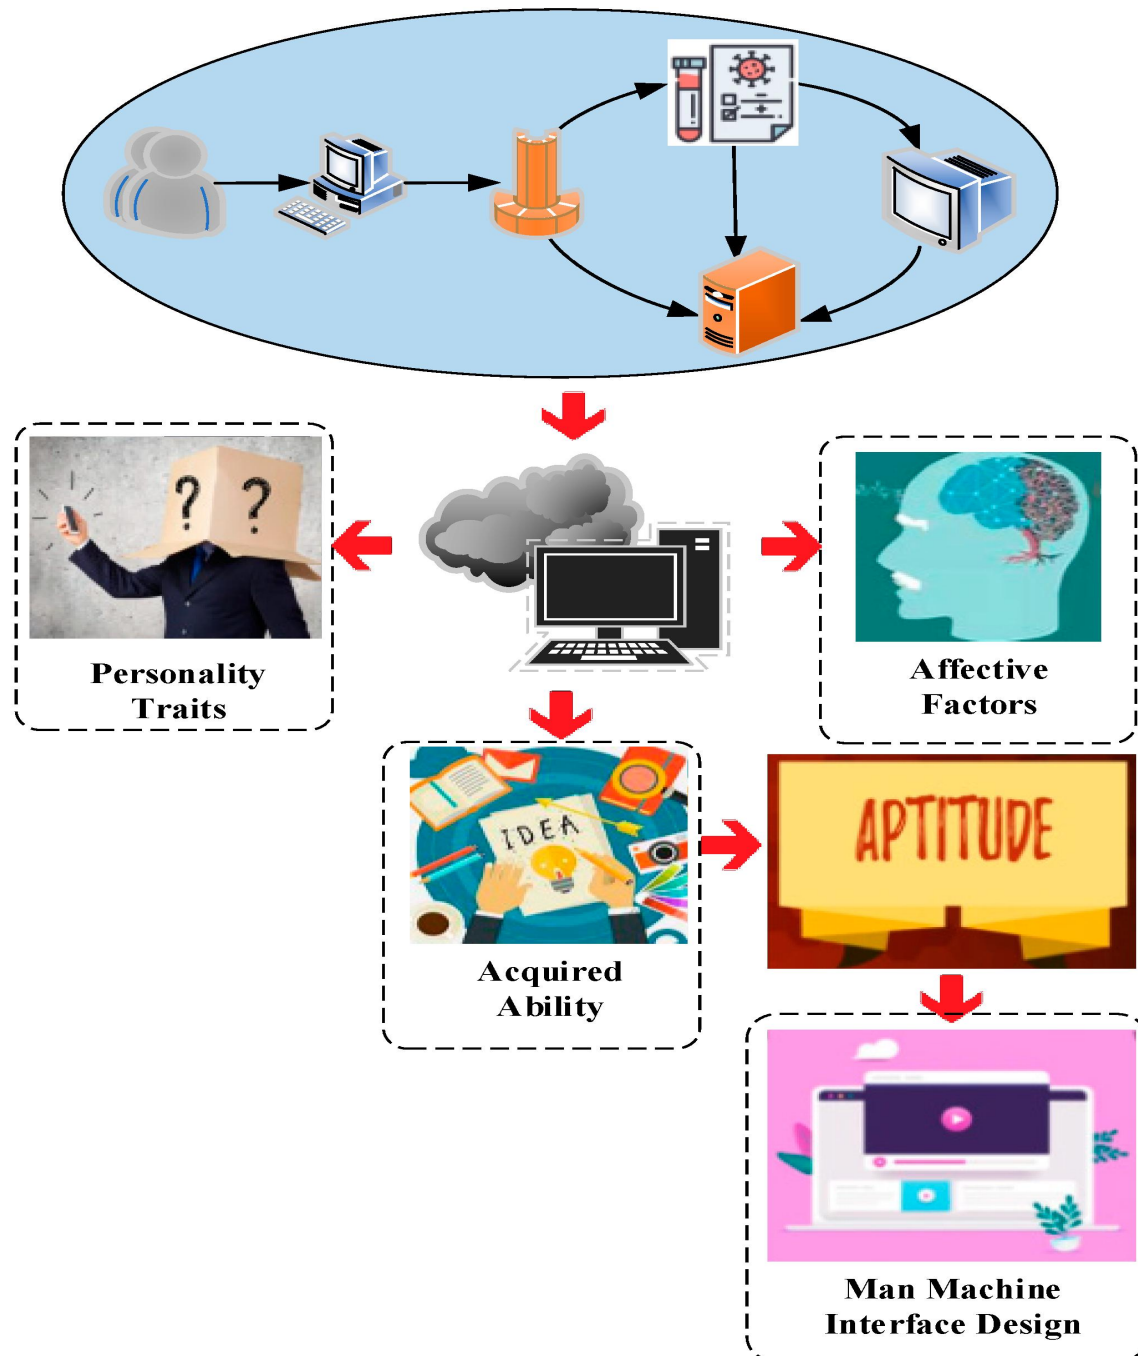 ? ?
Personality
Traits
Affective
Factors
IDEA
Acquired
Ability
APTITUDE
Man Machine
Interface Design